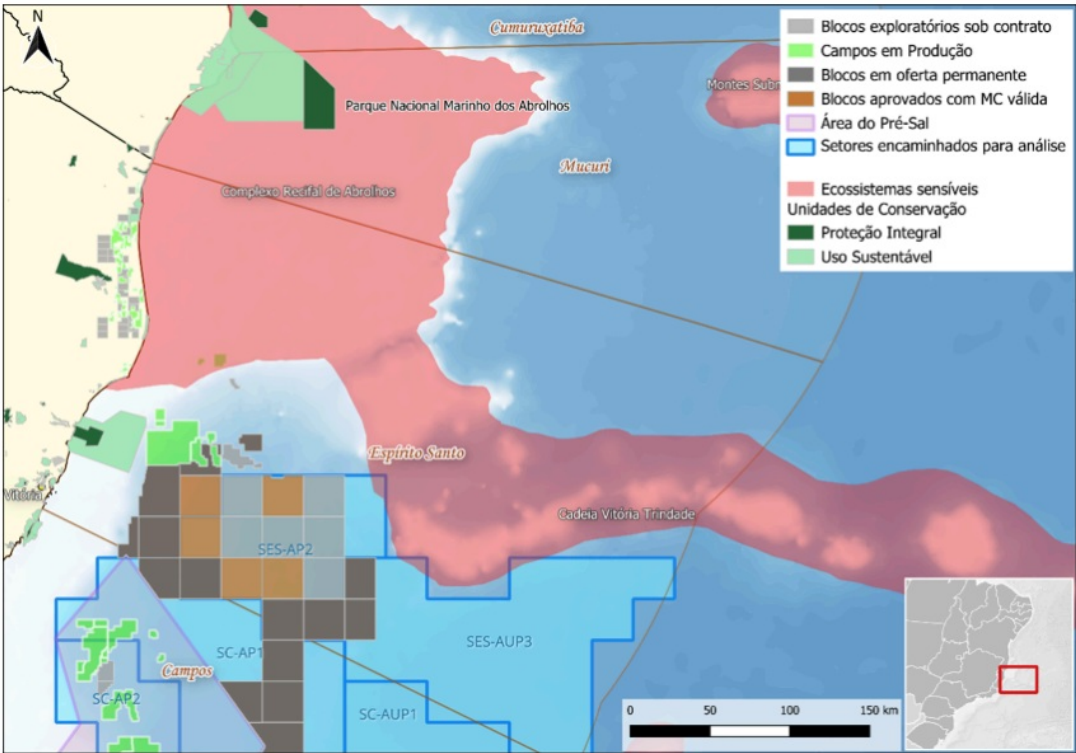 N
Cumuruxatiba
Montes Subm
Parque Nacional Marinho dos Abrolhos
Mucuri
Complexo Recifal de Abrolhos
Blocos exploratórios sob contrato
Campos em Produção
Blocos em oferta permanente
Blocos aprovados com MC válida
Área do Pré-Sal
Setores encaminhados para análise
Ecossistemas sensíveis
Unidades de Conservação
Proteção Integral
Uso Sustentável
Espírito Santo
Vitória
Cadeia Vitória Trindade
SES-AP2
SES-AUP3
SC-AP1
Campos
SC-AP2
SC-AUP1
0 50 100 150 km